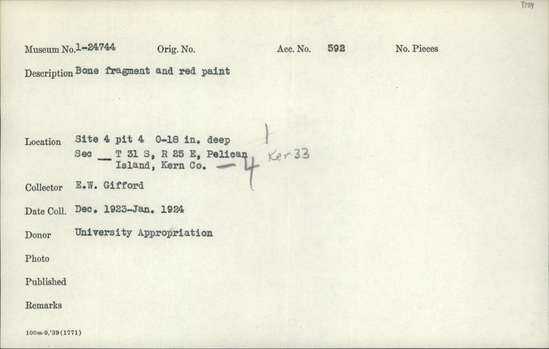 Troy
Museum No. 1-24744 Orig. No. Acc. No. 592 No. Pieces
Description Bone fragment and red paint
Location Site 4 pit 4 0-18 in. deep
Sec __ T 31 S, R 25 E, Pelican Ker 33
Island, Kern Co. — 4
Collector E.W. Gifford
Date Coll. Dec. 1923-Jan. 1924
Donor University Appropriation
Photo
Published
Remarks
100m-9,'39(1771)